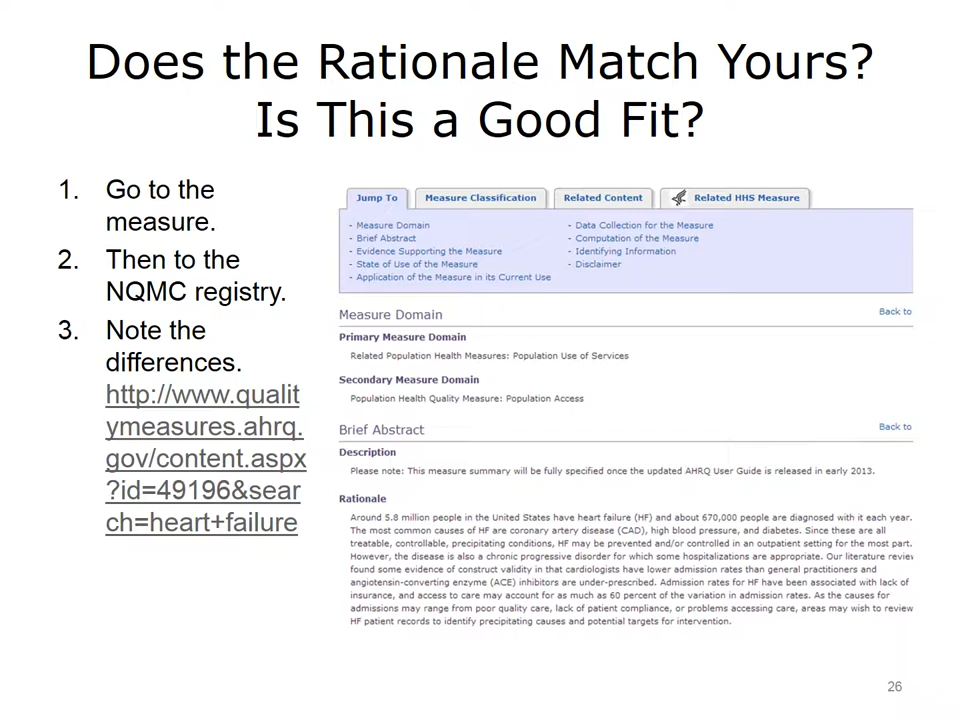 Does the Rationale Match Yours?
Is This a Good Fit?
1. Go to the
measure.
2. Then to the
NQMC registry.
3. Note the
differences.
http://www.qualit
ymeasures.ahrq.
gov/content.aspx
?id=49196&sear
ch=heart+failure
Jump To
Measure Classification
Related Content
Related HHS Measure
- Measure Domain
- Brief Abstract
- Evidence Supporting the Measure
- State of Use of the Measure
- Application of the Measure in its Current Use
- Data Collection for the Measure
- Computation of the Measure
- Identifying Information
- Disclaimer
Measure Domain
Back to
Primary Measure Domain
Related Population Health Measures: Population Use of Services
Secondary Measure Domain
Population Health Quality Measure: Population Access
Brief Abstract
Back to
Description
Please note: This measure summary will be fully specified once the updated AHRQ User Guide is released in early 2013.
Rationale
Around 5.8 million people in the United States have heart failure (HF) and about 670,000 people are diagnosed with it each year.
The most common causes of HF are coronary artery disease (CAD), high blood pressure, and diabetes. Since these are all
treatable, controllable, precipitating conditions, HF may be prevented and/or controlled in an outpatient setting for the most part.
However, the disease is also a chronic progressive disorder for which some hospitalizations are appropriate. Our literature review
found some evidence of construct validity in that cardiologists have lower admission rates than general practitioners and
angiotensin-converting enzyme (ACE) inhibitors are under-prescribed. Admission rates for HF have been associated with lack of
insurance, and access to care may account for as much as 60 percent of the variation in admission rates. As the causes for
admissions may range from poor quality care, lack of patient compliance, or problems accessing care, areas may wish to review
HF patient records to identify precipitating causes and potential targets for intervention.
26